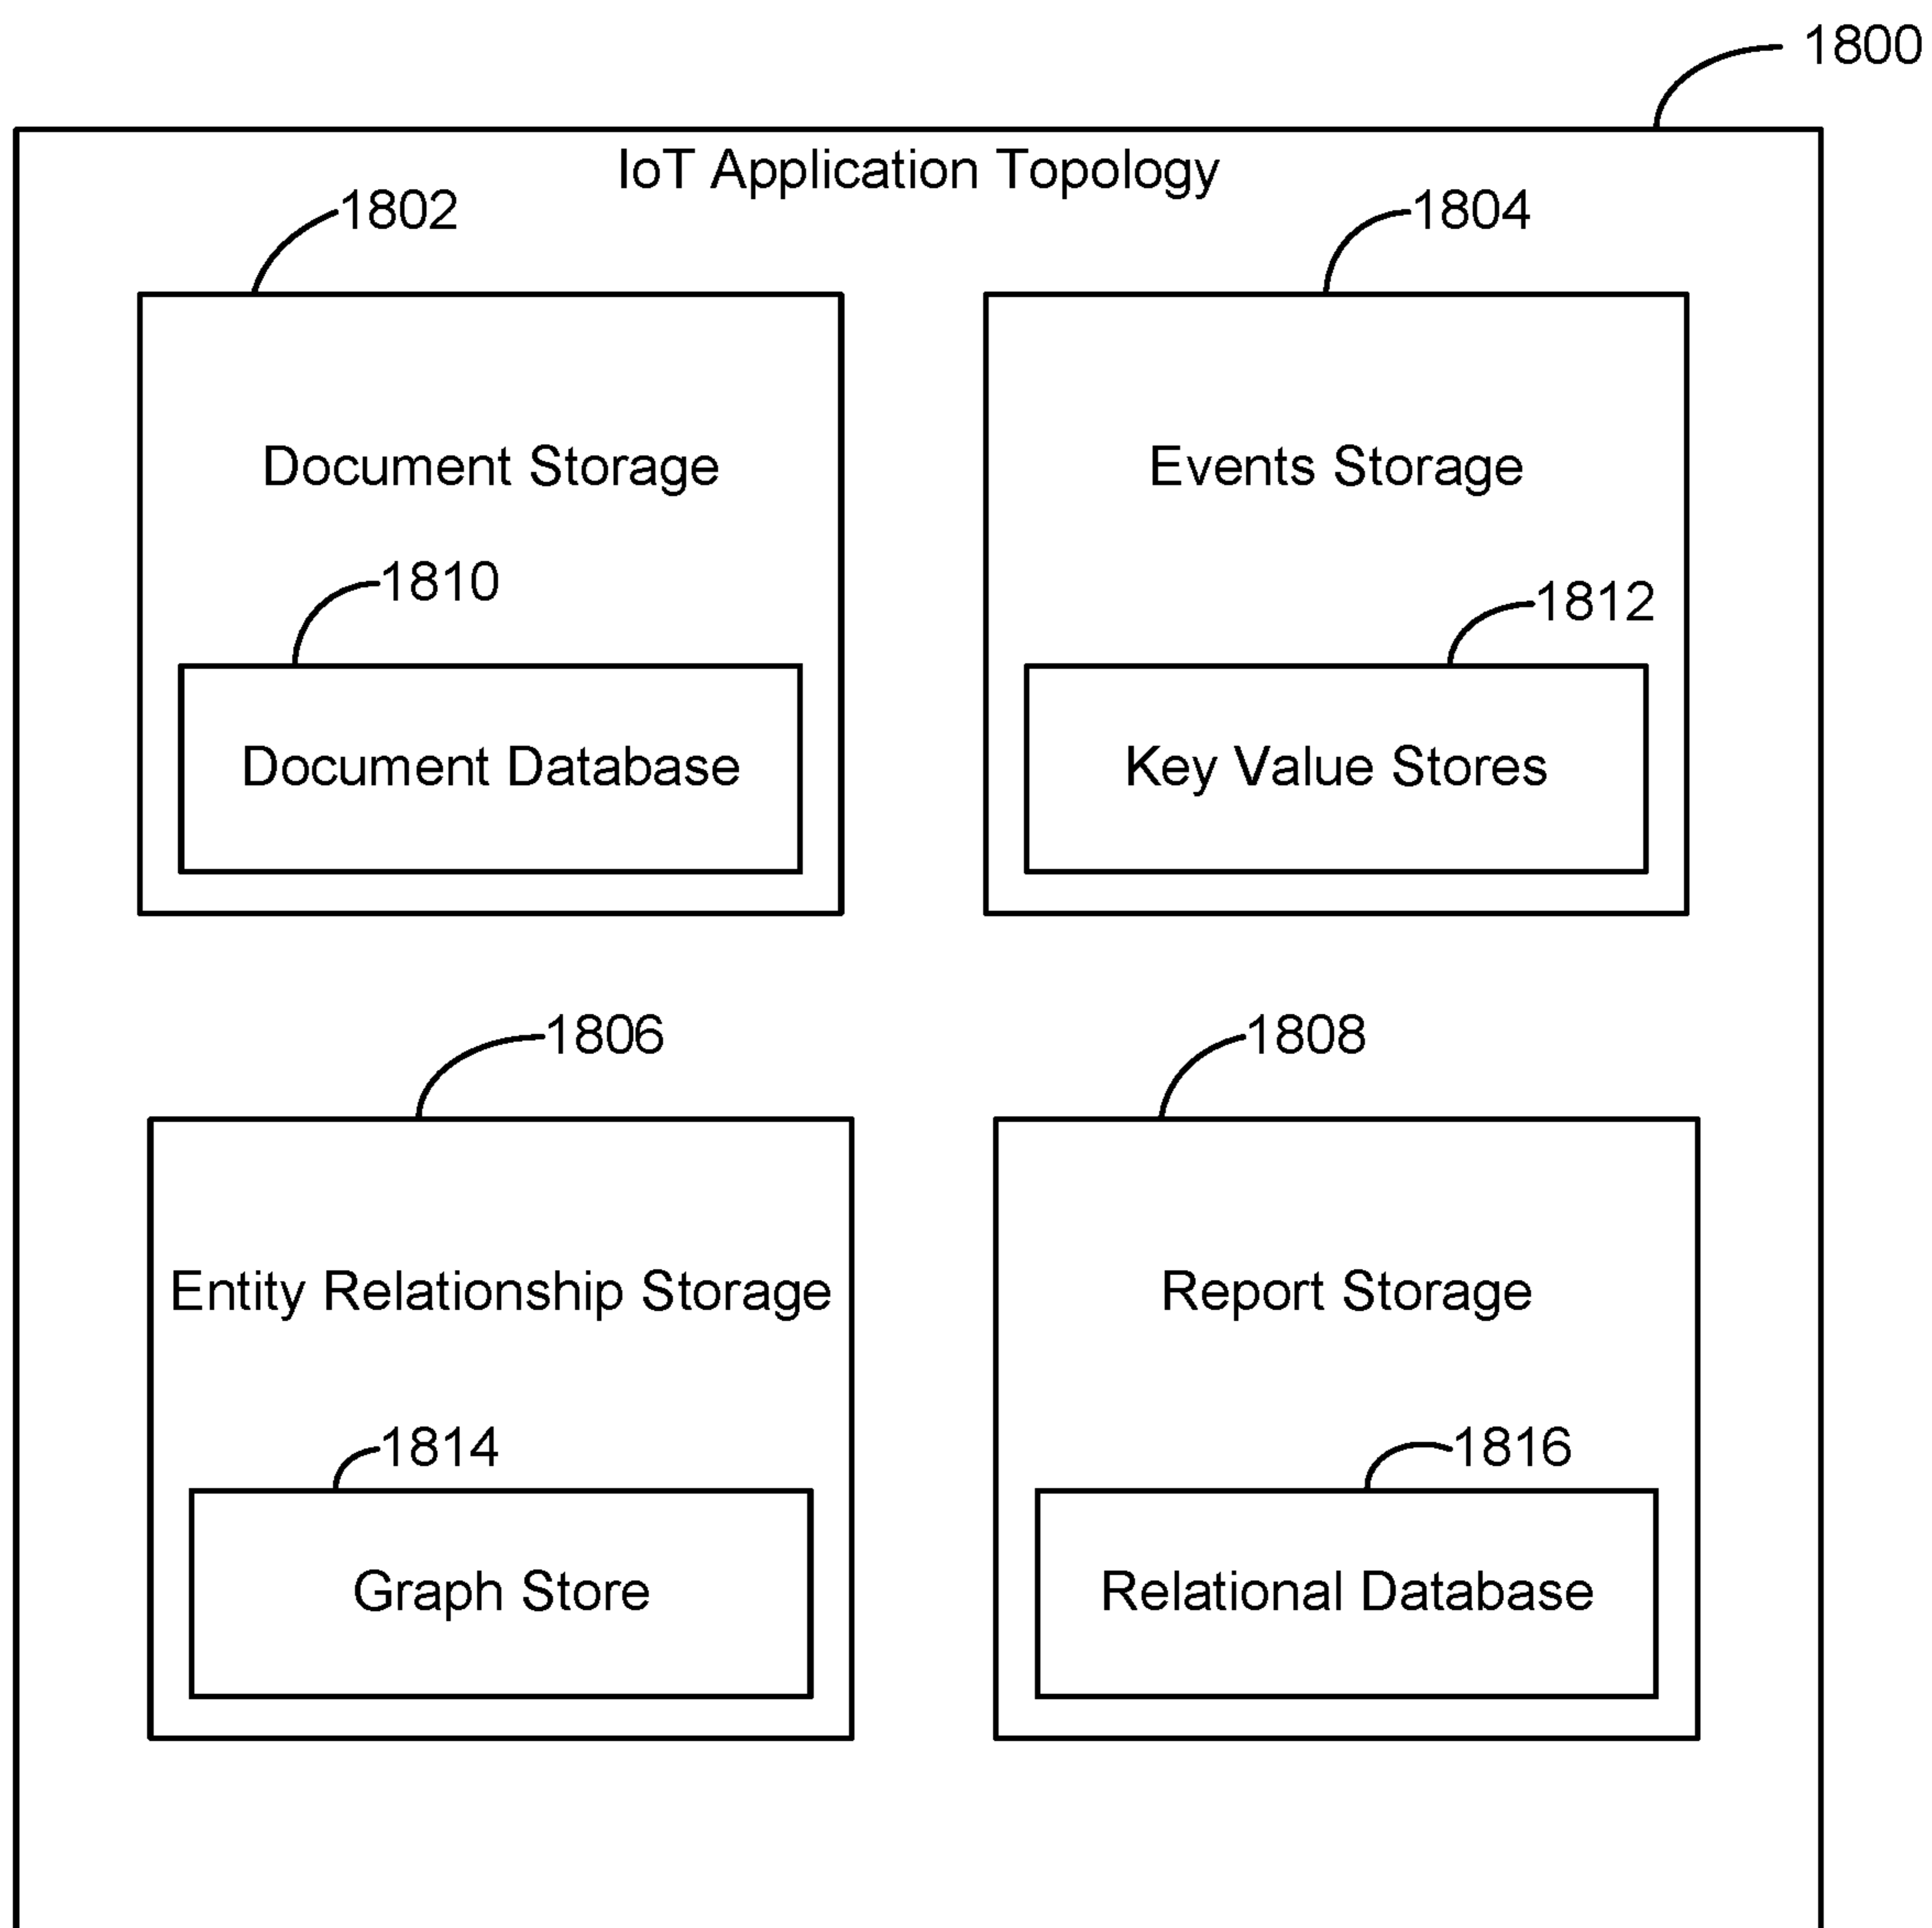 1800
IoT Application Topology
1802
1804
Document Storage
Events Storage
1810
1812
Document Database
Key Value Stores
1806
1808
Entity Relationship Storage
Report Storage
1814
1816
Graph Store
Relational Database